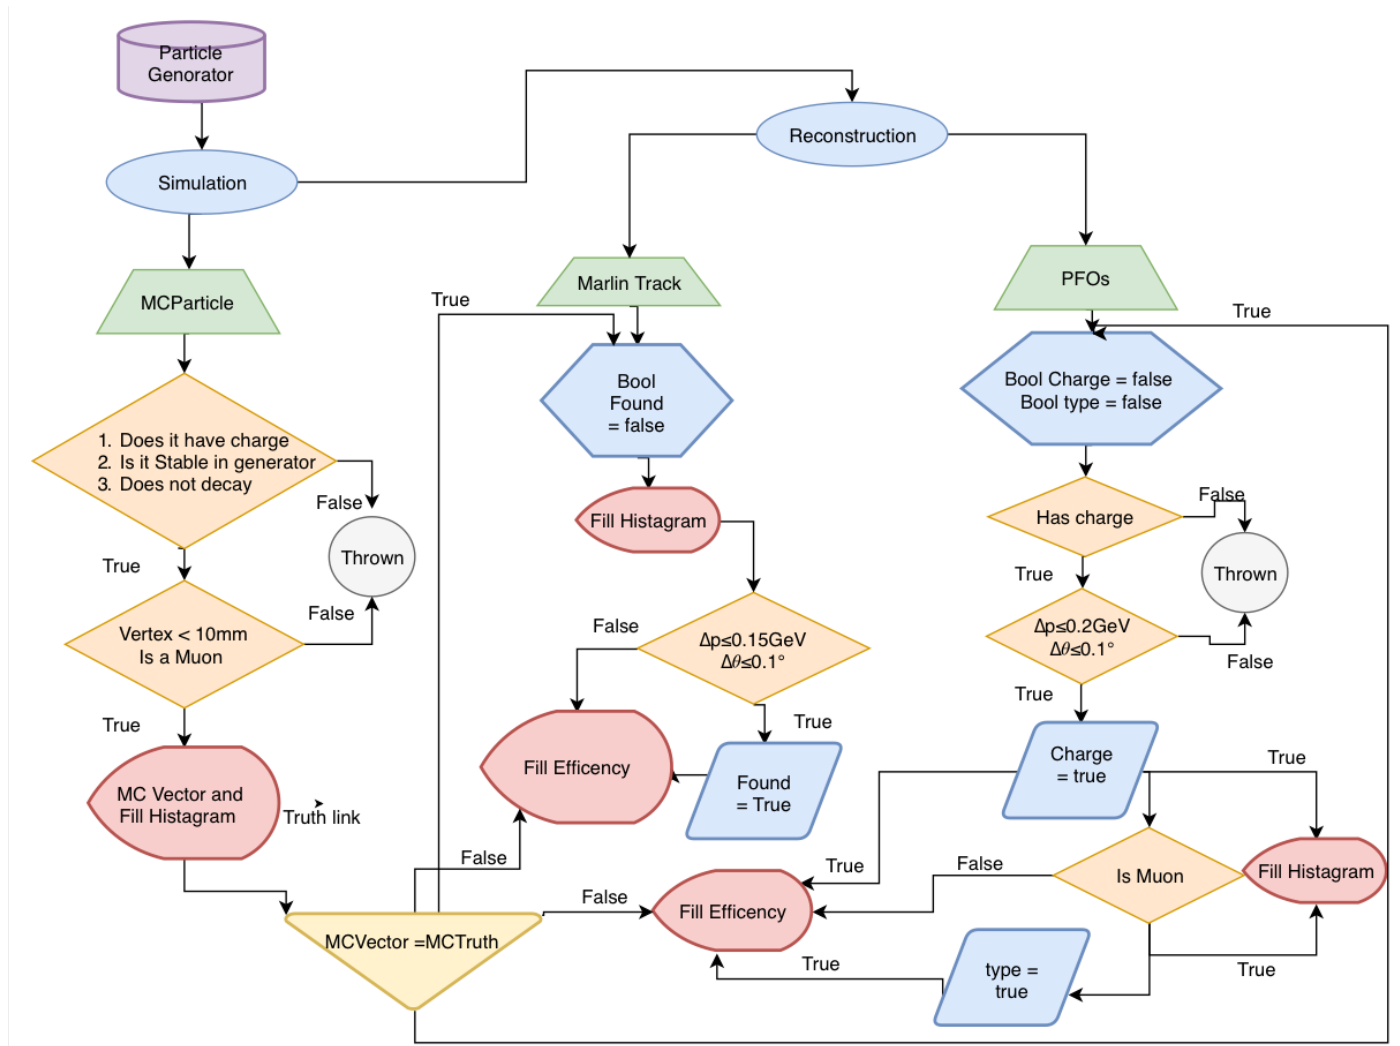 Particle
Genorator
Simulation
Reconstruction
MCParticle
Marlin Track
PFOs
True
True
Bool
Found
= false
Bool Charge = false
Bool type = false
1. Does it have charge
2. Is it Stable in generator
3. Does not decay
False
Thrown
True
False
Fill Histagram
Has charge
False
Thrown
True
Vertex < 10mm
Is a Muon
False
Δp≤0.15GeV
Δθ≤0.1°
Δp≤0.2GeV
Δθ≤0.1°
False
True
True
True
MC Vector and
Fill Histagram
Truth link
Fill Efficency
Found
= True
Charge
= true
True
False
True
False
Is Muon
Fill Histagram
False
Fill Efficency
MCVector =MCTruth
True
type =
true
True